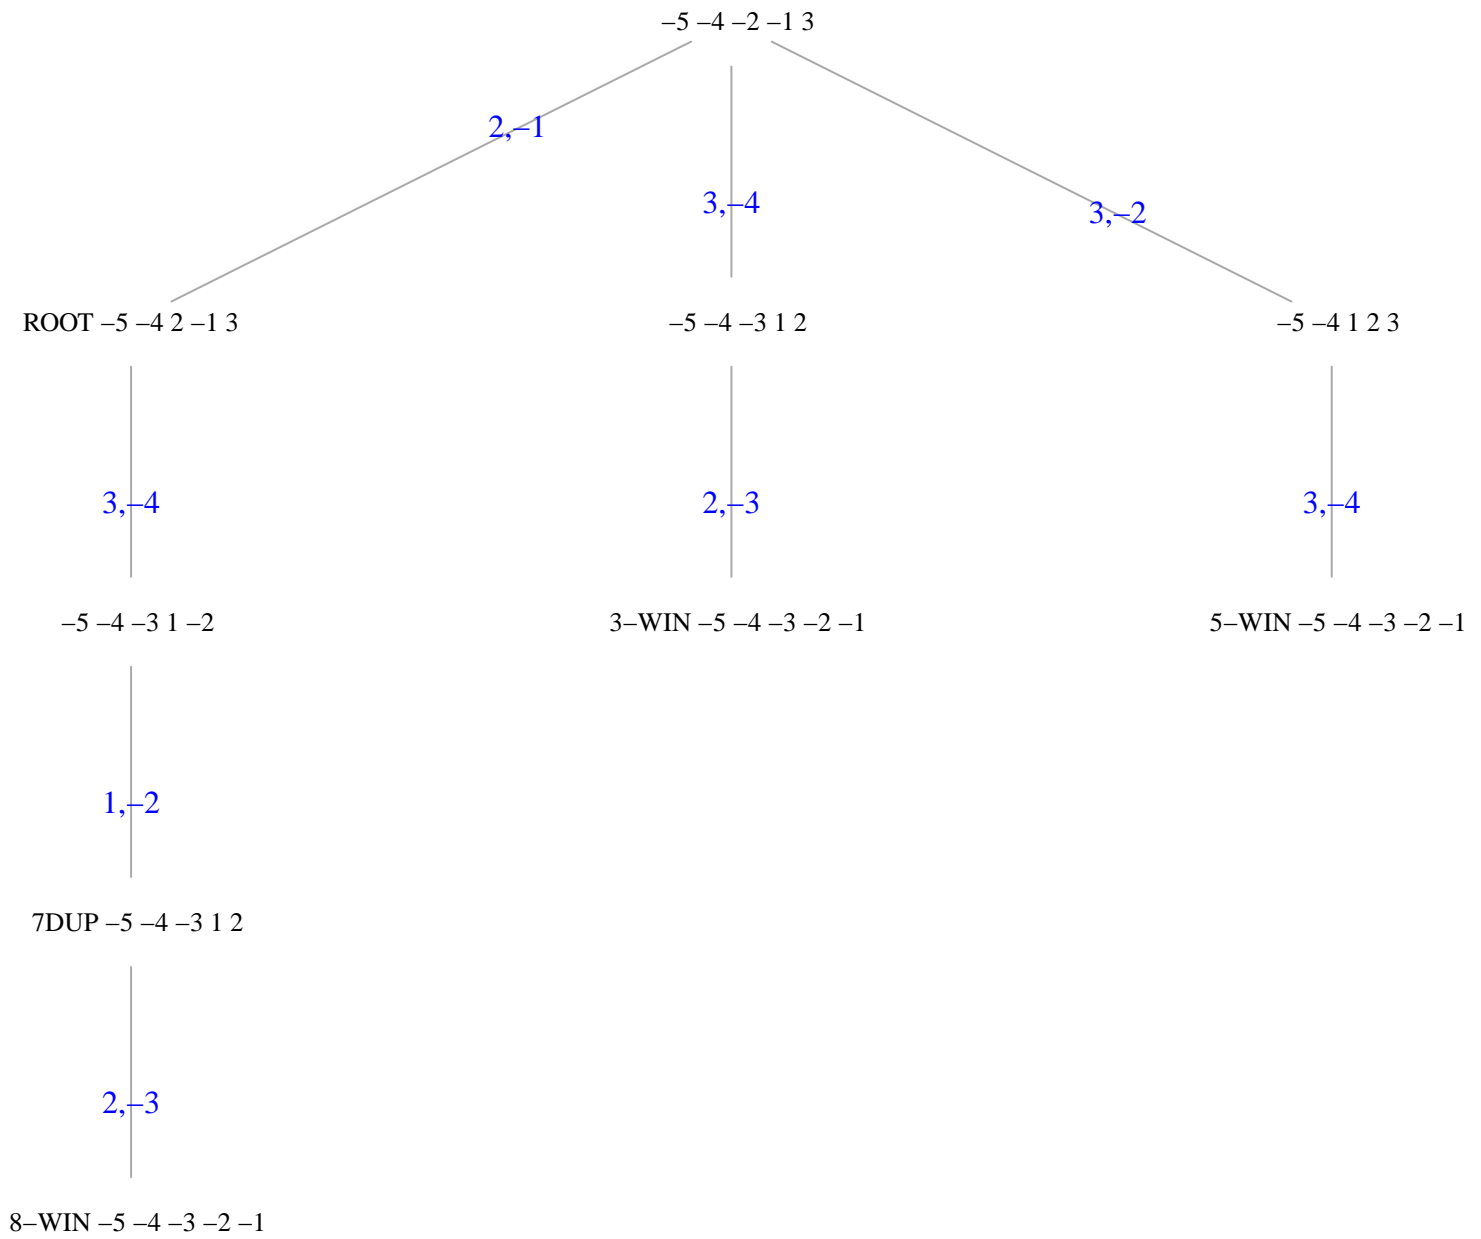 –5 –4 –2 –1 3
2,–1
3,–4
3,–2
ROOT –5 –4 2 –1 3
–5 –4 –3 1 2
–5 –4 1 2 3
3,–4
2,–3
3,–4
–5 –4 –3 1 –2
3–WIN –5 –4 –3 –2 –1
5–WIN –5 –4 –3 –2 –1
1,–2
7DUP –5 –4 –3 1 2
2,–3
8–WIN –5 –4 –3 –2 –1